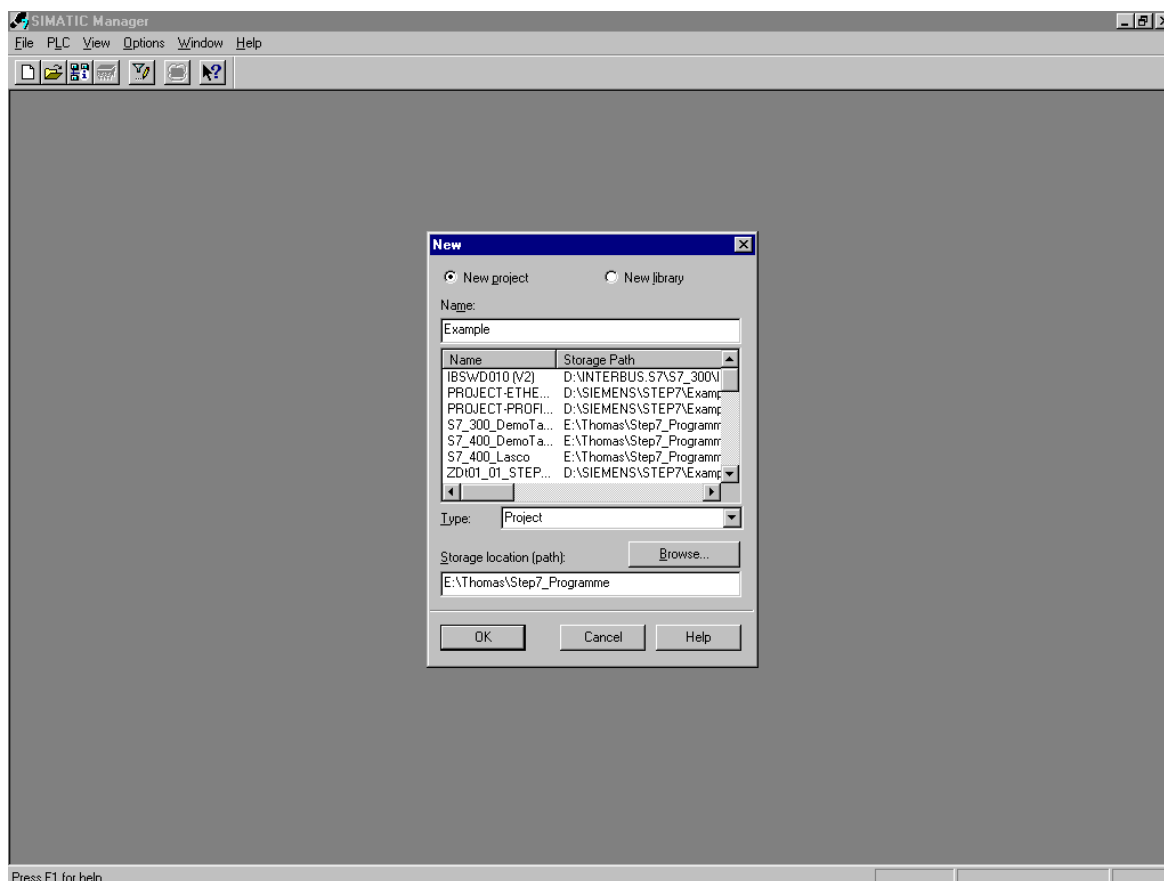 SIMATIC Manager
File PLC View Options Window Help
New
New project New library
Name:
Example
Name Storage Path
IBSWD010 (V2) D:\INTERBUS.S7\S7_300\I
PROJECT-ETHE... D:\SIEMENS\STEP7\Examp
PROJECT-PROFI... D:\SIEMENS\STEP7\Examp
S7_300_DemoTa... E:\Thomas\Step7_Programm
S7_400_DemoTa... E:\Thomas\Step7_Programm
S7_400_Lasco E:\Thomas\Step7_Programm
ZDt01_01_STEP... D:\SIEMENS\STEP7\Examp
Type: Project
Storage location (path): Browse...
E:\Thomas\Step7_Programme
OK Cancel Help
Press F1 for help